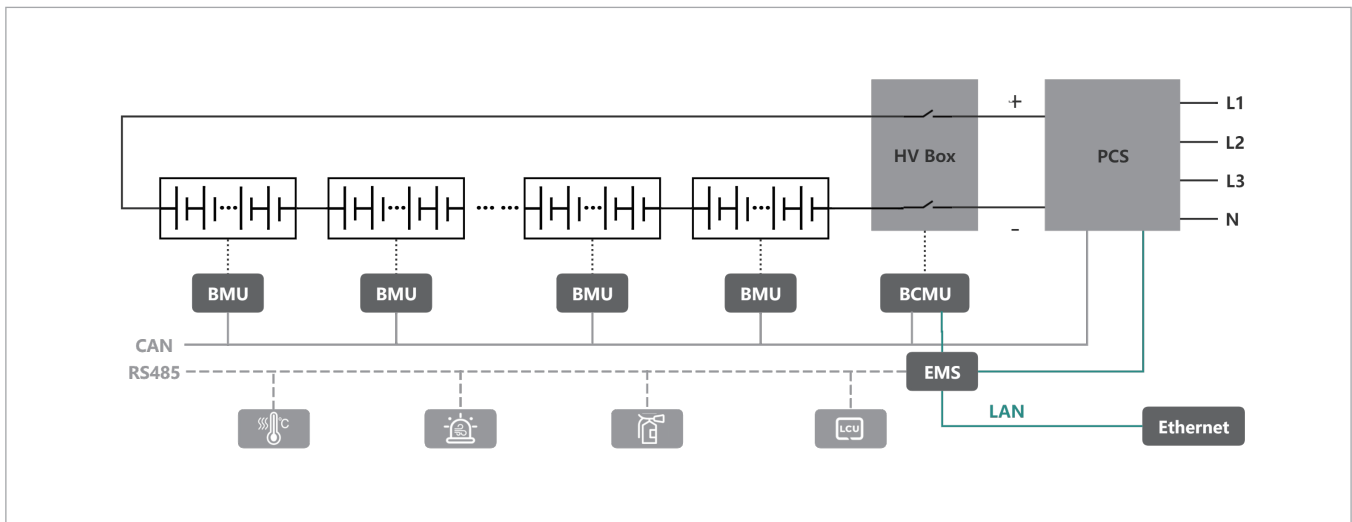 +
L1
HV Box
PCS
L2
L3
N
-
BMU
BMU
BMU
BMU
BCMU
CAN
RS485
EMS
°C
LCU
LAN
Ethernet